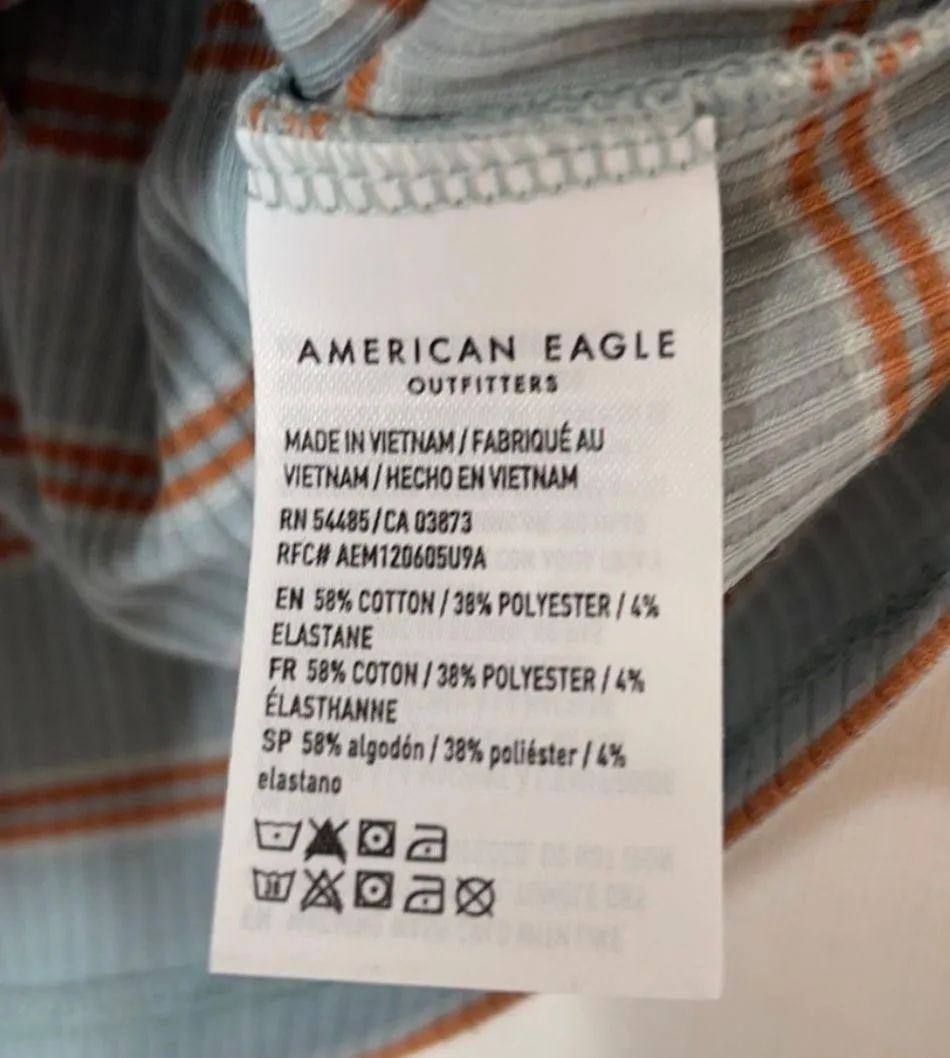 AMERICAN EAGLE
OUTFITTERS
MADE IN VIETNAM / FABRIQUÉ AU
VIETNAM / HECHO EN VIETNAM
RN 54485/CA 03873
RFC# AEM120605U9A
EN 58% COTTON / 38% POLYESTER / 4%
ELASTANE
FR 58% COTON / 38% POLYESTER / 4%
ÉLASTHANNE
SP 58% algodón / 38% poliéster / 4%
elastano